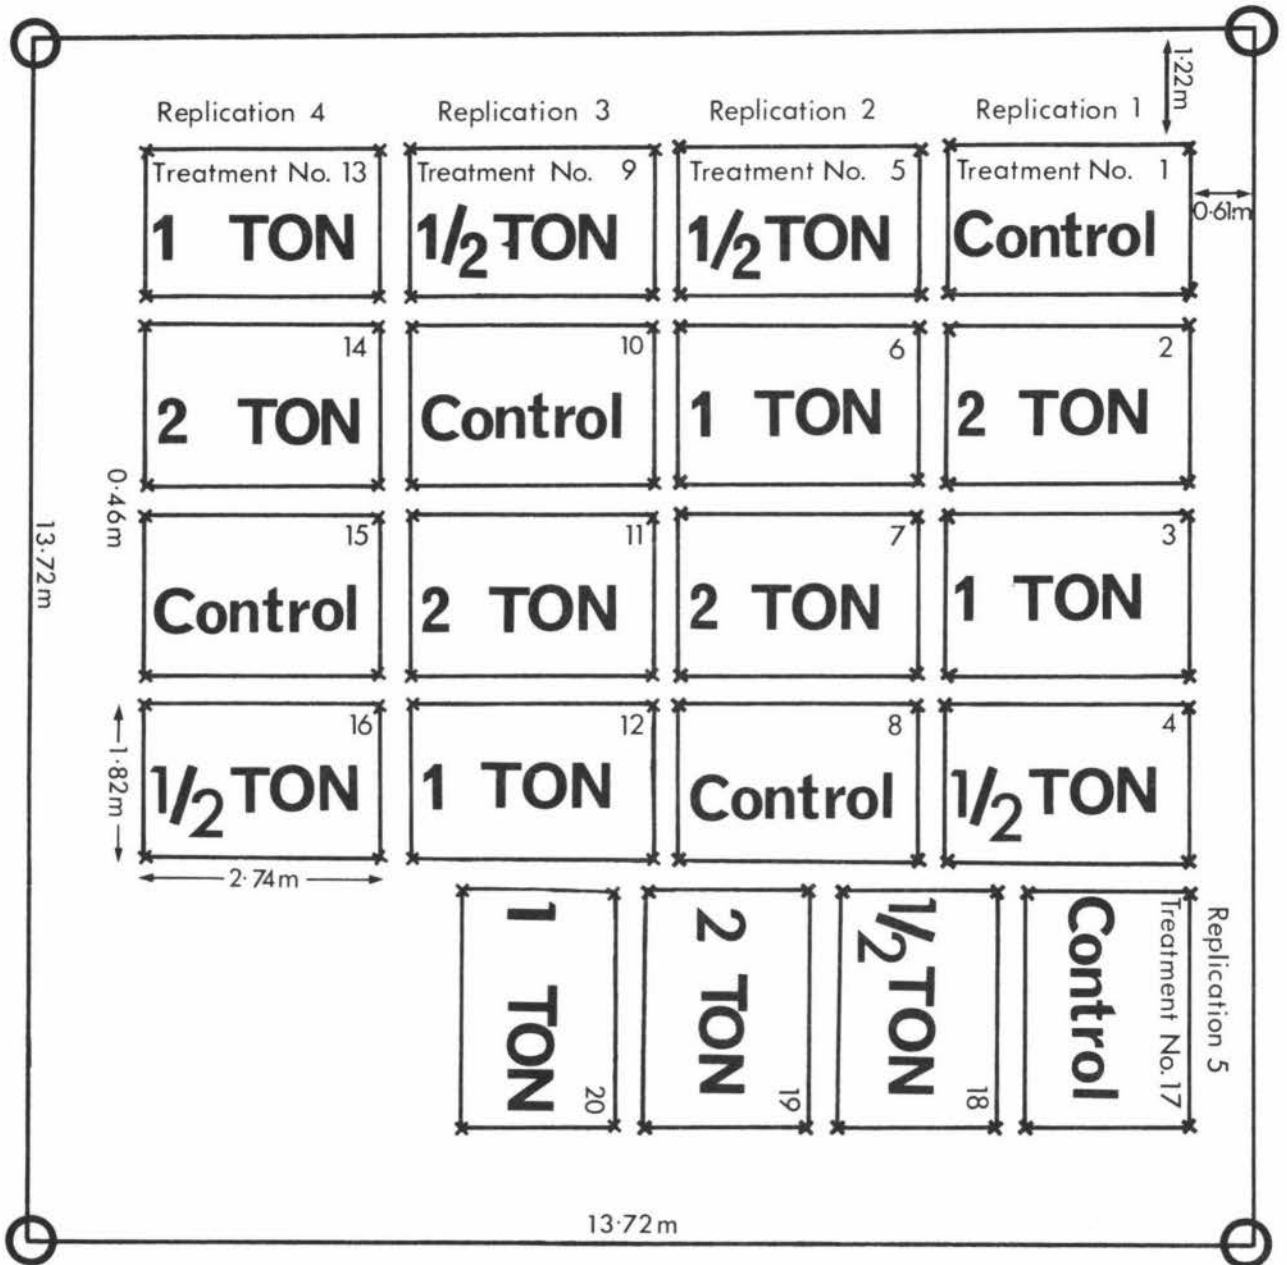 1·22m
Replication 4 Replication 3 Replication 2 Replication 1
Treatment No. 13 Treatment No. 9 Treatment No. 5 Treatment No. 1
0·61m
1 TON 1/2 TON 1/2 TON Control
14 10 6 2
2 TON Control 1 TON 2 TON
0·46m
13·72m
15 11 7 3
Control 2 TON 2 TON 1 TON
16 12 8 4
1/2 TON 1 TON Control 1/2 TON
1·82m
2·74m
1 TON 2 TON 1/2 TON Control
20 19 18 Treatment No. 17
Replication 5
13·72m